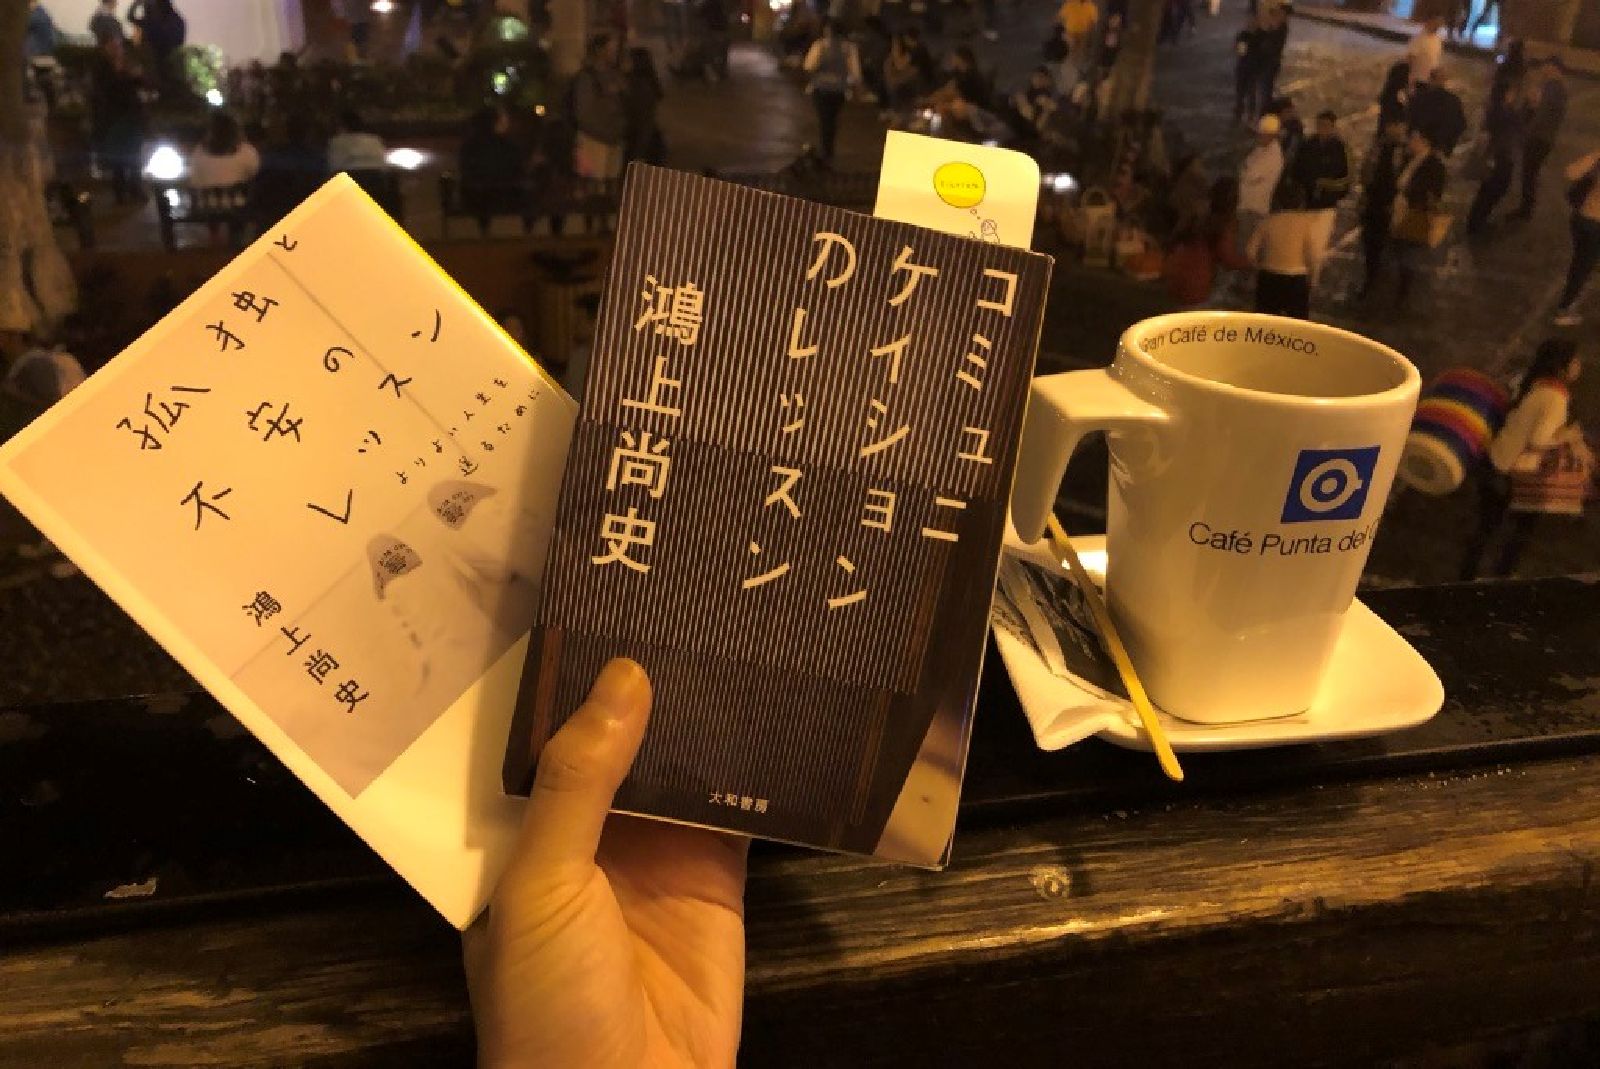 孤独と
不安の
レッスン
よりよい人生を
送るために
鴻上尚史
コミュニ
ケイション
のレッスン
鴻上尚史
大和書房
Gran Café de México.
Café Punta del